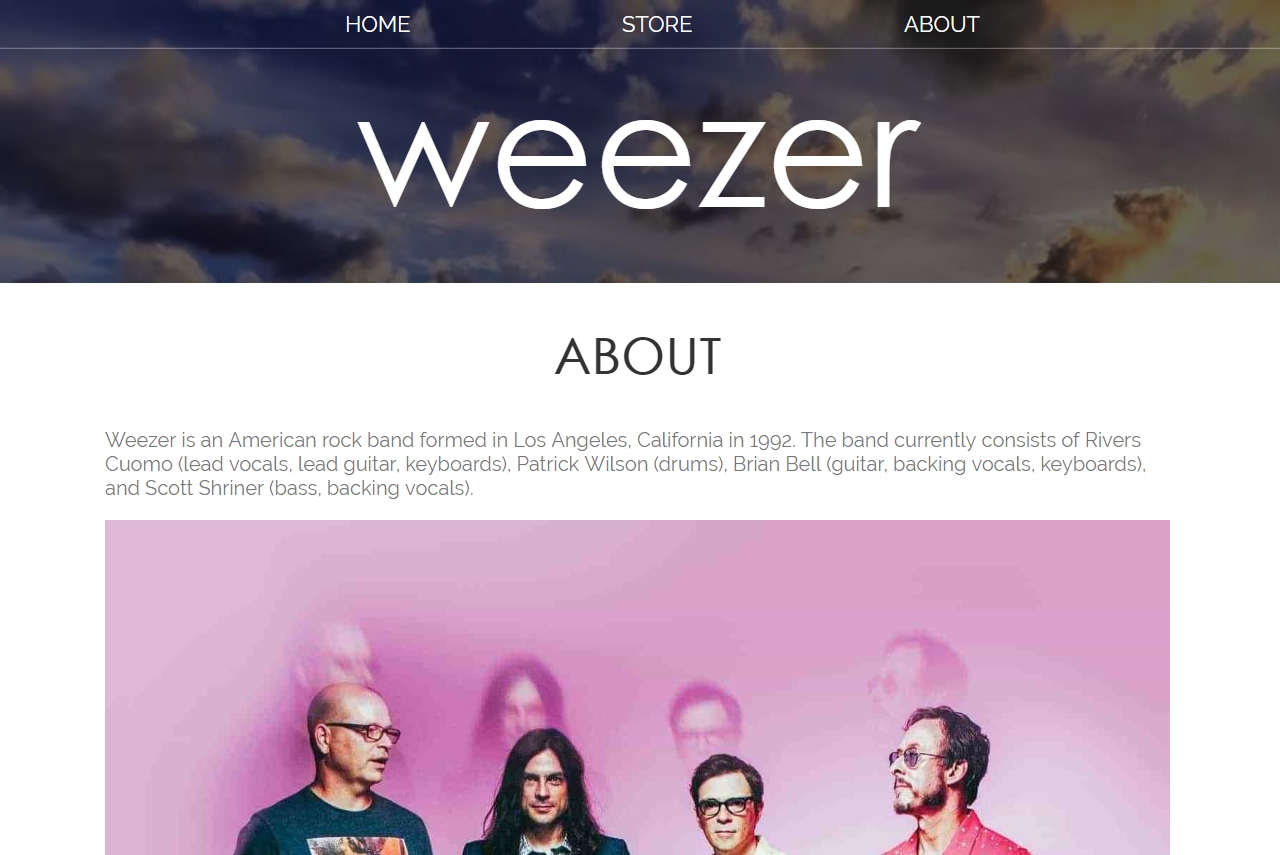 HOME STORE ABOUT
weezer
ABOUT
Weezer is an American rock band formed in Los Angeles, California in 1992. The band currently consists of Rivers
Cuomo (lead vocals, lead guitar, keyboards), Patrick Wilson (drums), Brian Bell (guitar, backing vocals, keyboards),
and Scott Shriner (bass, backing vocals).